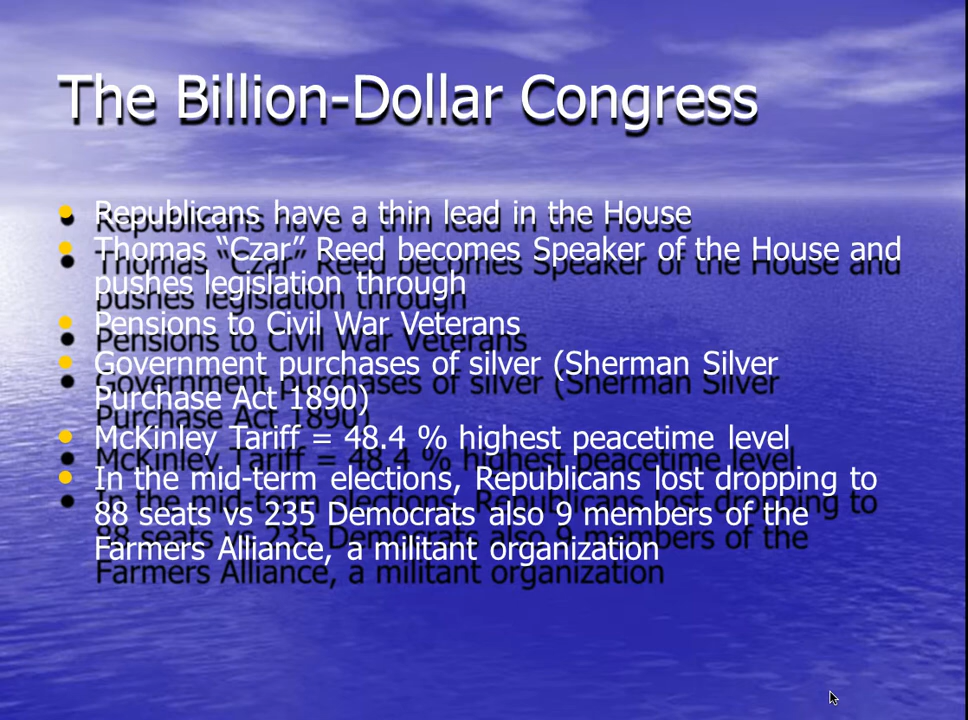 The Billion-Dollar Congress
• Republicans have a thin lead in the House
• Thomas “Czar” Reed becomes Speaker of the House and
pushes legislation through
• Pensions to Civil War Veterans
• Government purchases of silver (Sherman Silver
Purchase Act 1890)
• McKinley Tariff = 48.4 % highest peacetime level
• In the mid-term elections, Republicans lost dropping to
88 seats vs 235 Democrats also 9 members of the
Farmers Alliance, a militant organization